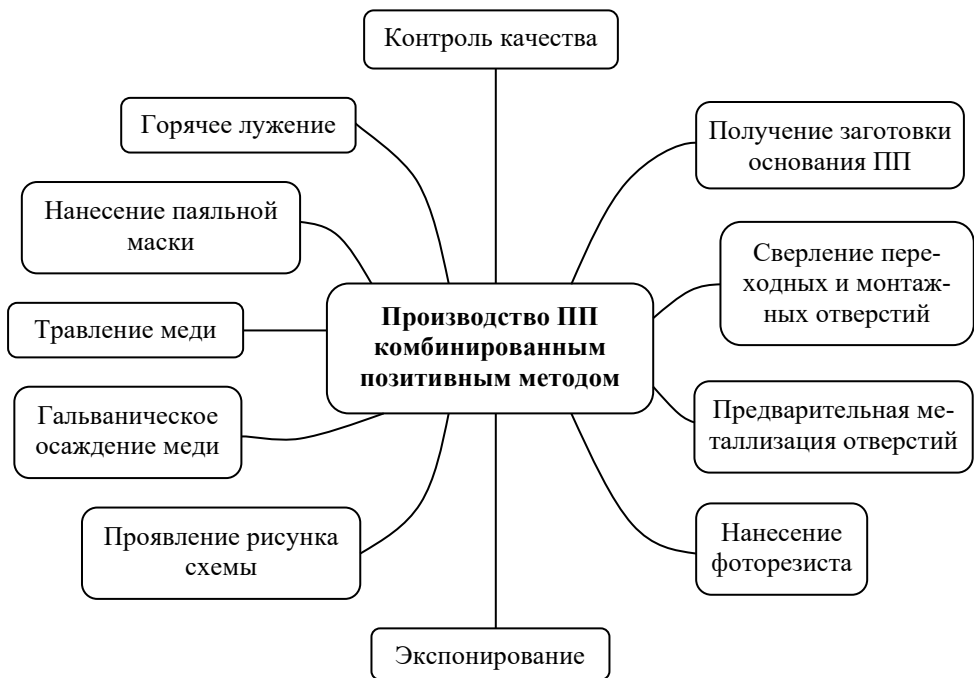 Контроль качества
Горячее лужение
Получение заготовки
основания ПП
Нанесение паяльной
маски
Сверление пере-
ходных и монтаж-
ных отверстий
Травление меди
Производство ПП
комбинированным
позитивным методом
Гальваническое
осаждение меди
Предварительная ме-
таллизация отверстий
Проявление рисунка
схемы
Нанесение
фоторезиста
Экспонирование